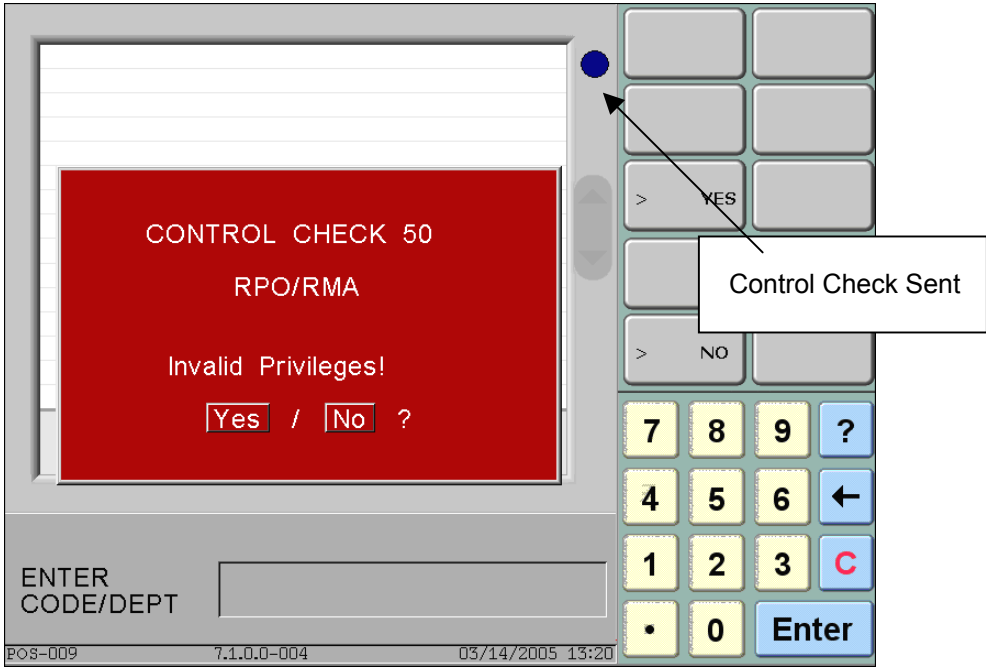 CONTROL CHECK 50
RPO/RMA
Invalid Privileges!
Yes / No ?
> YES
Control Check Sent
> NO
7 8 9 ?
4 5 6 ←
1 2 3 C
. 0 Enter
ENTER
CODE/DEPT
POS-009 7.1.0.0-004 03/14/2005 13:20